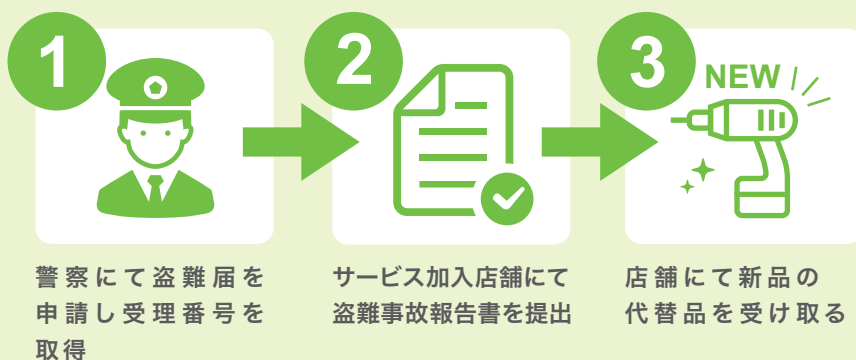 1
2
3
NEW
警察にて盗難届を
申請し受理番号を
取得
サービス加入店舗にて
盗難事故報告書を提出
店舗にて新品の
代替品を受け取る